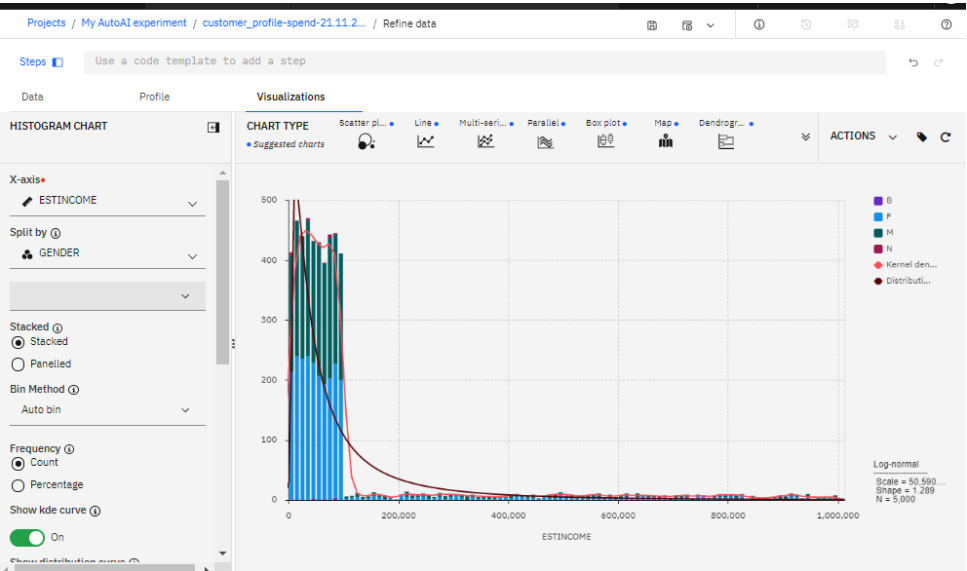 Projects / My AutoAI experiment / customer_profile-spend-21.11.2... / Refine data
Steps
Use a code template to add a step
Data Profile Visualizations
HISTOGRAM CHART
X-axis
ESTINCOME
Split by
GENDER
Stacked
Stacked
Panelled
Bin Method
Auto bin
Frequency
Count
Percentage
Show kde curve
On
Show distribution curve
CHART TYPE
Suggested charts
Scatter pl... Line Multi-seri... Parallel Box plot Map Dendrogr...
ACTIONS
600
400
300
200
100
0
0 200,000 400,000 600,000 800,000 1,000,000
ESTINCOME
B
F
M
N
Kernel den...
Distributi...
Log-normal
Scale = 50,590....
Shape = 1.289
N = 5,000